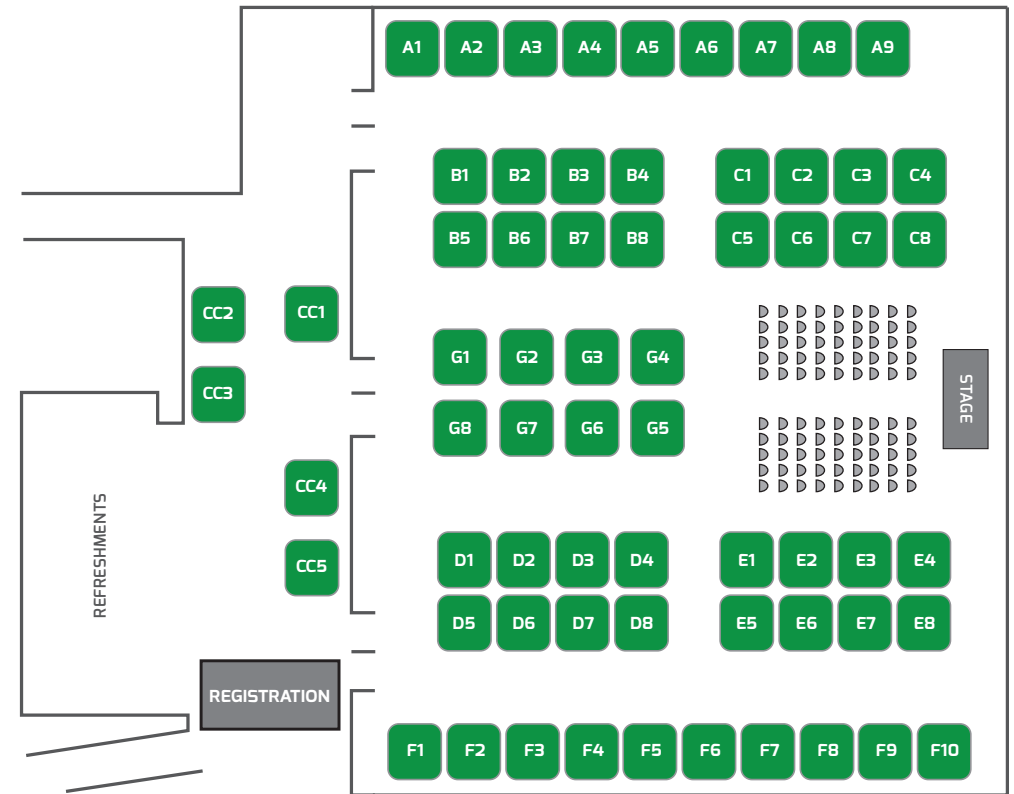 A1 A2 A3 A4 A5 A6 A7 A8 A9
B1 B2 B3 B4 C1 C2 C3 C4
B5 B6 B7 B8 C5 C6 C7 C8
CC2 CC1
G1 G2 G3 G4
CC3
STAGE
G8 G7 G6 G5
CC4
REFRESHMENTS
D1 D2 D3 D4 E1 E2 E3 E4
CC5
D5 D6 D7 D8 E5 E6 E7 E8
REGISTRATION
F1 F2 F3 F4 F5 F6 F7 F8 F9 F10